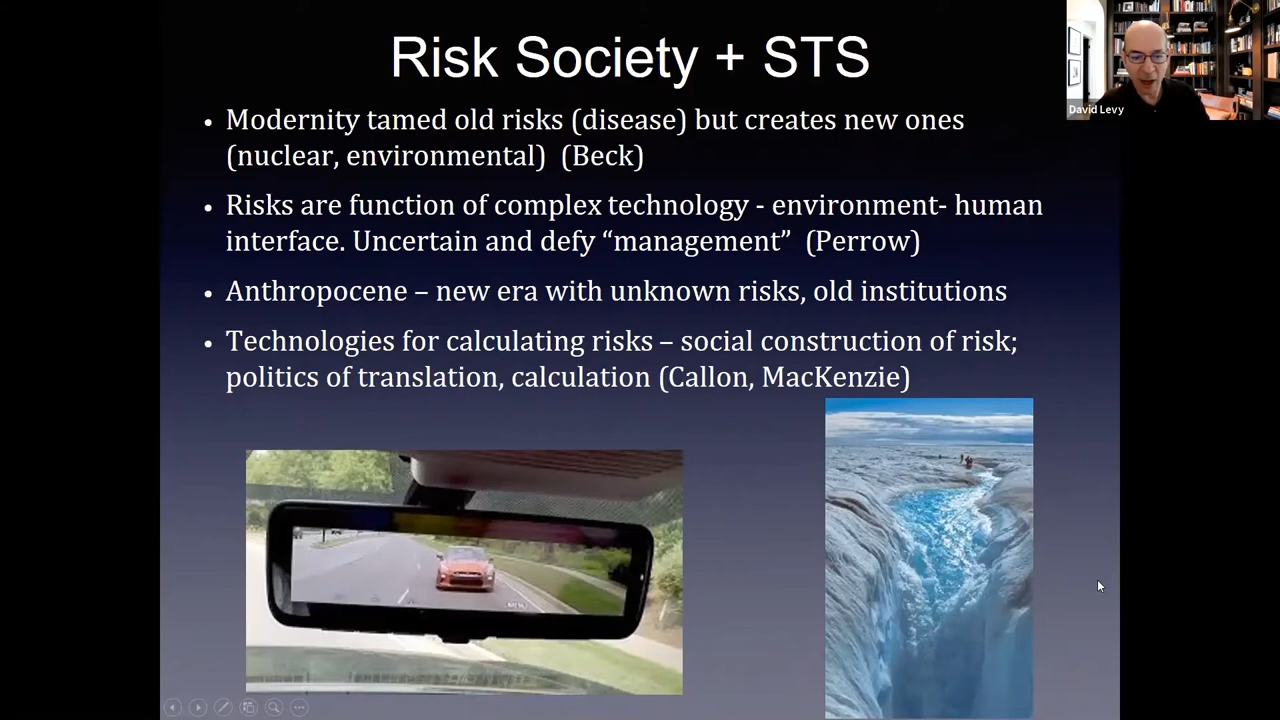 Risk Society + STS
David Levy
• Modernity tamed old risks (disease) but creates new ones
(nuclear, environmental)  (Beck)
• Risks are function of complex technology - environment- human
interface. Uncertain and defy “management”  (Perrow)
• Anthropocene – new era with unknown risks, old institutions
• Technologies for calculating risks – social construction of risk;
politics of translation, calculation (Callon, MacKenzie)
MENU